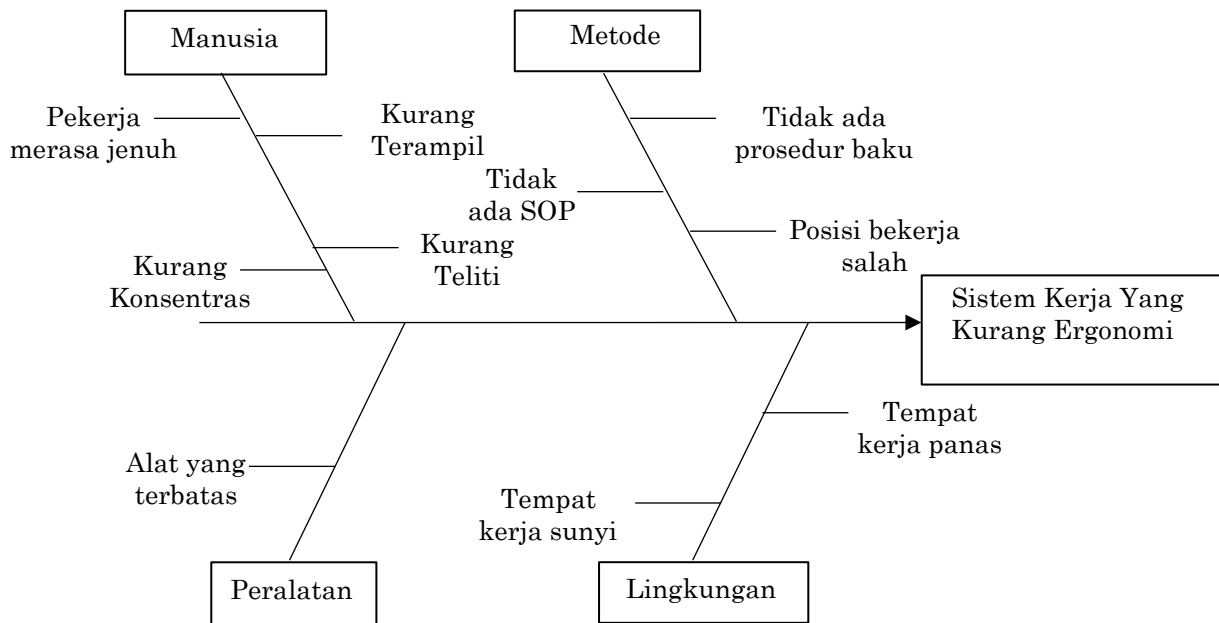 Manusia
Metode
Pekerja
merasa jenuh
Kurang
Terampil
Tidak ada
prosedur baku
Tidak
ada SOP
Kurang
Konsentras
Kurang
Teliti
Posisi bekerja
salah
Sistem Kerja Yang
Kurang Ergonomi
Alat yang
terbatas
Tempat
kerja sunyi
Tempat
kerja panas
Peralatan
Lingkungan